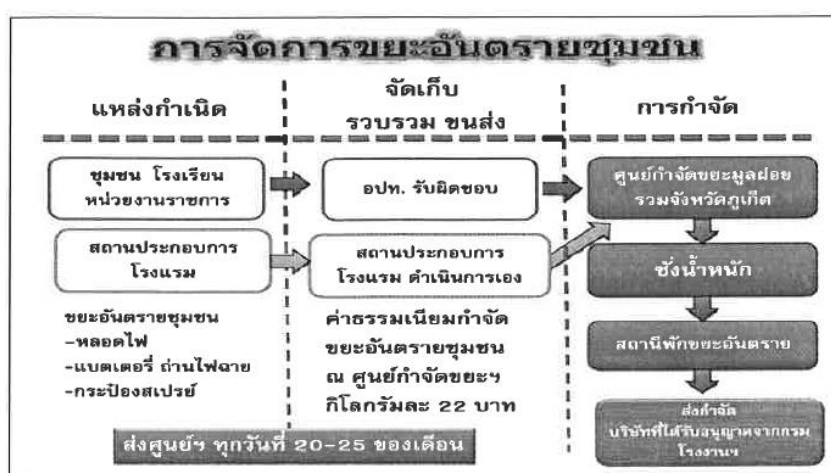 การจัดการขยะอันตรายชุมชน
แหล่งกำเนิด
จัดเก็บ
รวบรวม ขนส่ง
การกำจัด
ชุมชน โรงเรียน
หน่วยงานราชการ
อปท. รับผิดชอบ
ศูนย์กำจัดขยะมูลฝอย
รวมจังหวัดภูเก็ต
สถานประกอบการ
โรงแรม
สถานประกอบการ
โรงแรม ดำเนินการเอง
ชั่งน้ำหนัก
ขยะอันตรายชุมชน
-หลอดไฟ
-แบตเตอรี่ ถ่านไฟฉาย
-กระป๋องสเปรย์
ค่าธรรมเนียมกำจัด
ขยะอันตรายชุมชน
ณ ศูนย์กำจัดขยะฯ
กิโลกรัมละ 22 บาท
สถานีพักขยะอันตราย
ส่งกำจัด
บริษัทที่ได้รับอนุญาตจากกรม
โรงงานฯ
ส่งศูนย์ฯ ทุกวันที่ 20-25 ของเดือน